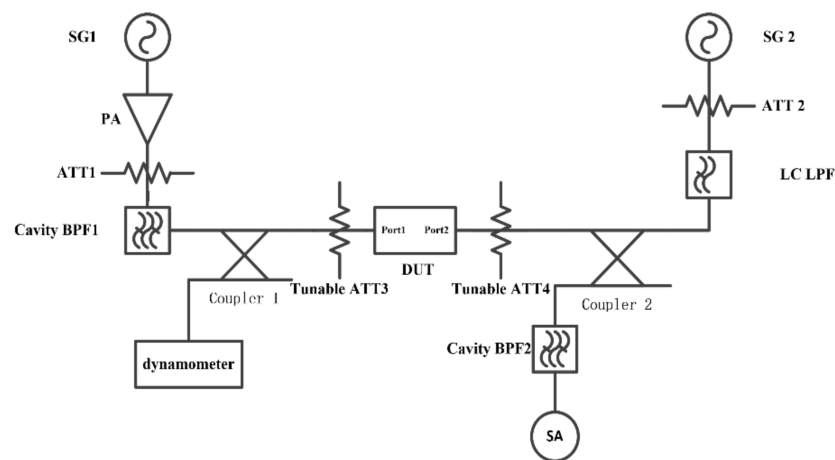 SG1
SG 2
PA
ATT 2
ATT1
LC LPF
Cavity BPF1
Port1 Port2
DUT
Tunable ATT3
Tunable ATT4
Coupler 1
Coupler 2
dynamometer
Cavity BPF2
SA